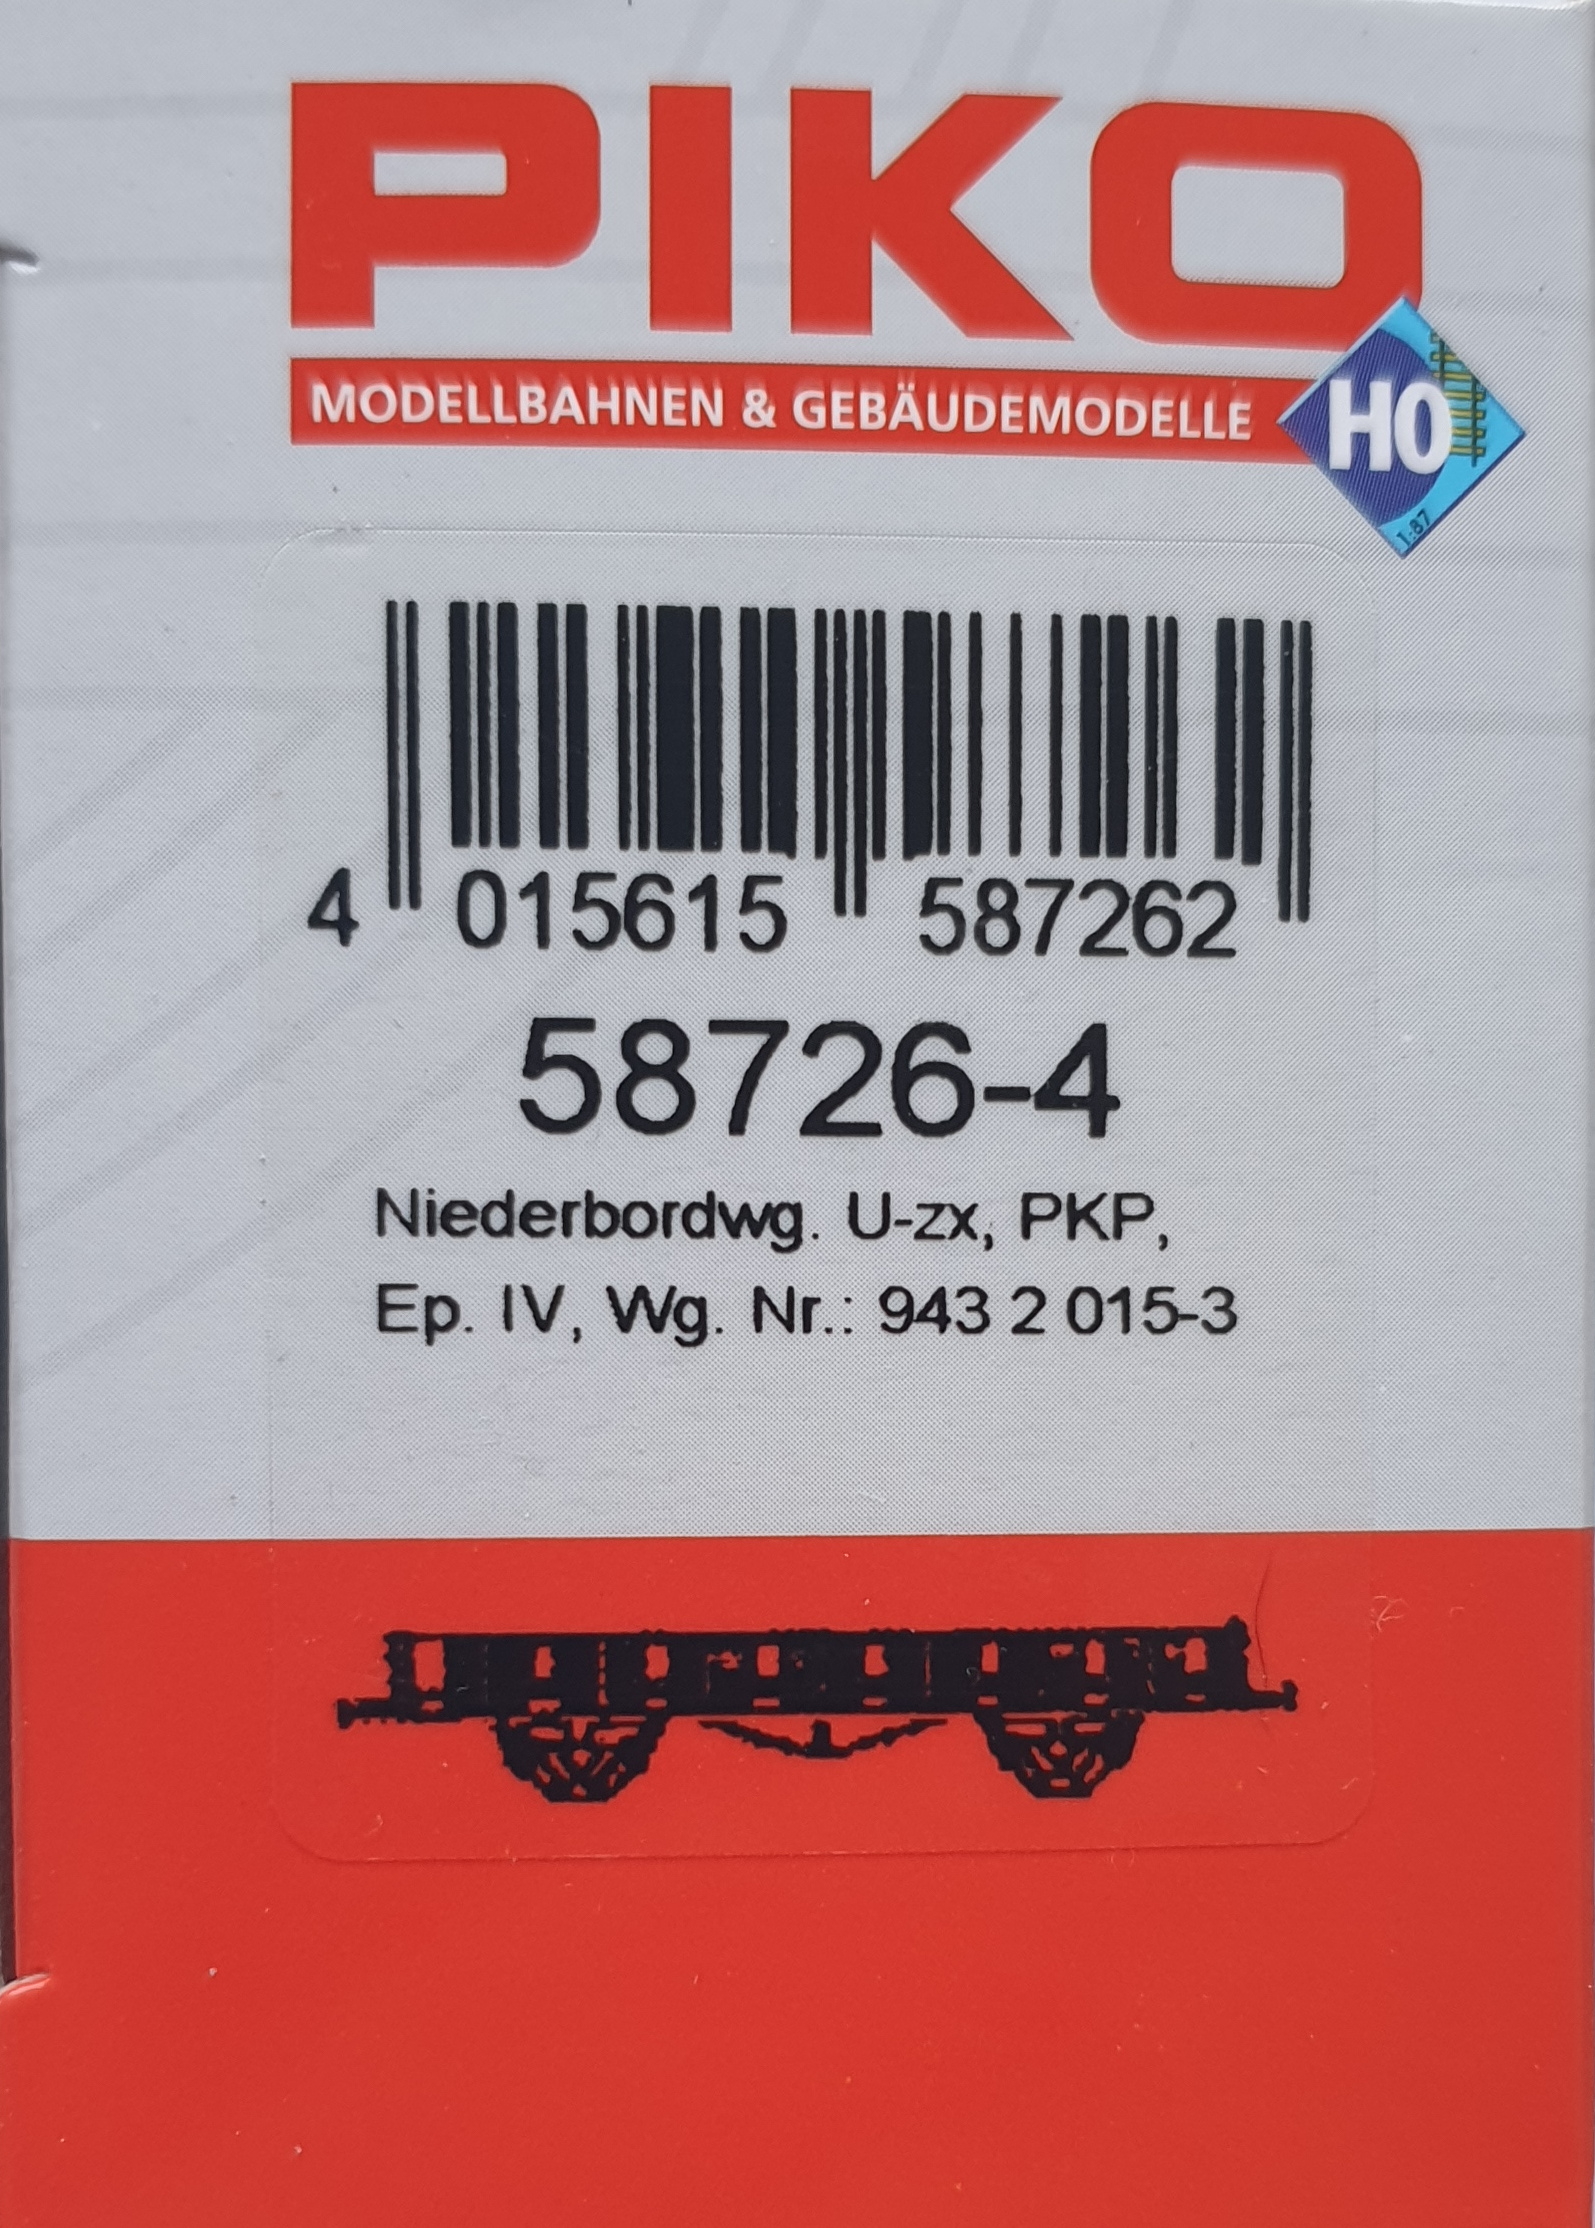 PIKO
MODELLBAHNEN & GEBÄUDEMODELLE
H0
1:87
4 015615 587262
58726-4
Niederbordwg. U-zx, PKP,
Ep. IV, Wg. Nr.: 943 2 015-3